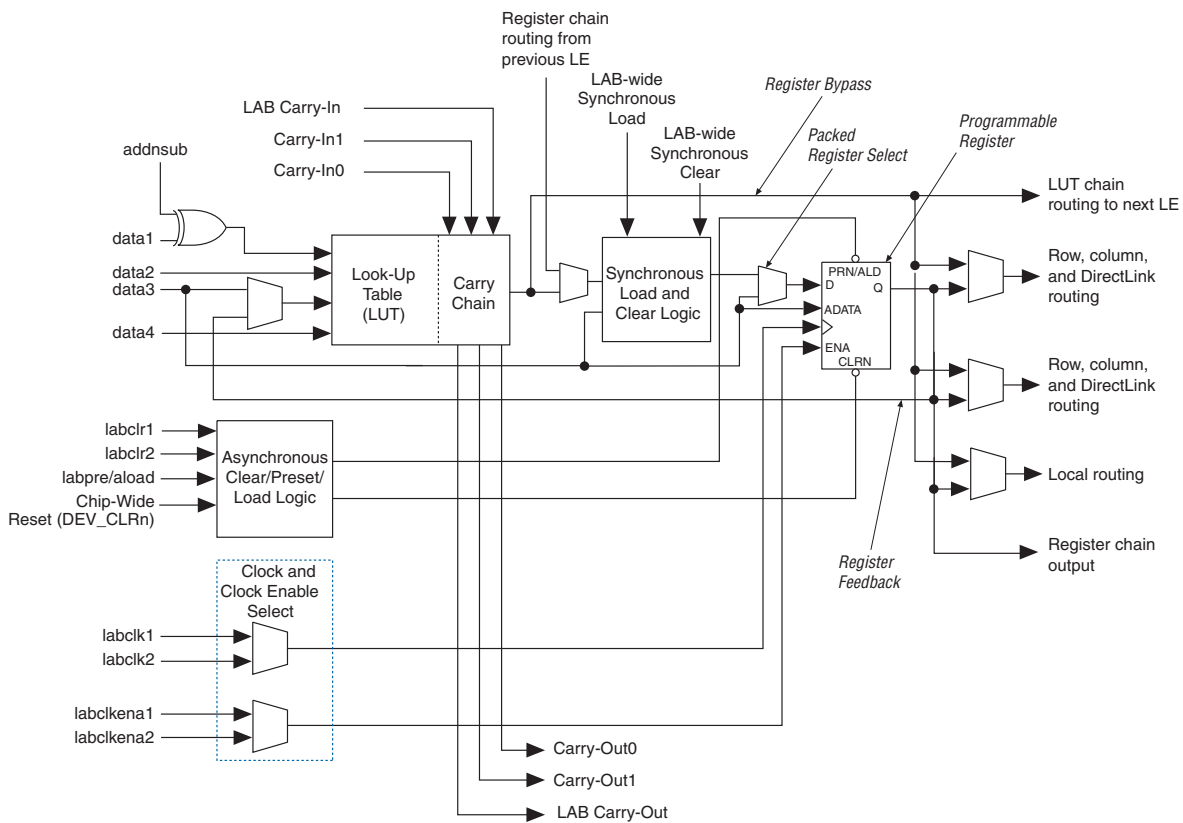 Register chain
routing from
previous LE
LAB-wide
Synchronous
Load
LAB-wide
Synchronous
Clear
Register Bypass
Packed
Register Select
Programmable
Register
LAB Carry-In
Carry-In1
Carry-In0
addnsub
data1
data2
data3
data4
Look-Up
Table
(LUT)
Carry
Chain
Synchronous
Load and
Clear Logic
PRN/ALD
D
Q
ADATA
ENA
CLRN
LUT chain
routing to next LE
Row, column,
and DirectLink
routing
Row, column,
and DirectLink
routing
Local routing
Register chain
output
Register
Feedback
labclr1
labclr2
labpre/aload
Chip-Wide
Reset (DEV_CLRn)
Asynchronous
Clear/Preset/
Load Logic
Clock and
Clock Enable
Select
labclk1
labclk2
labclkena1
labclkena2
Carry-Out0
Carry-Out1
LAB Carry-Out